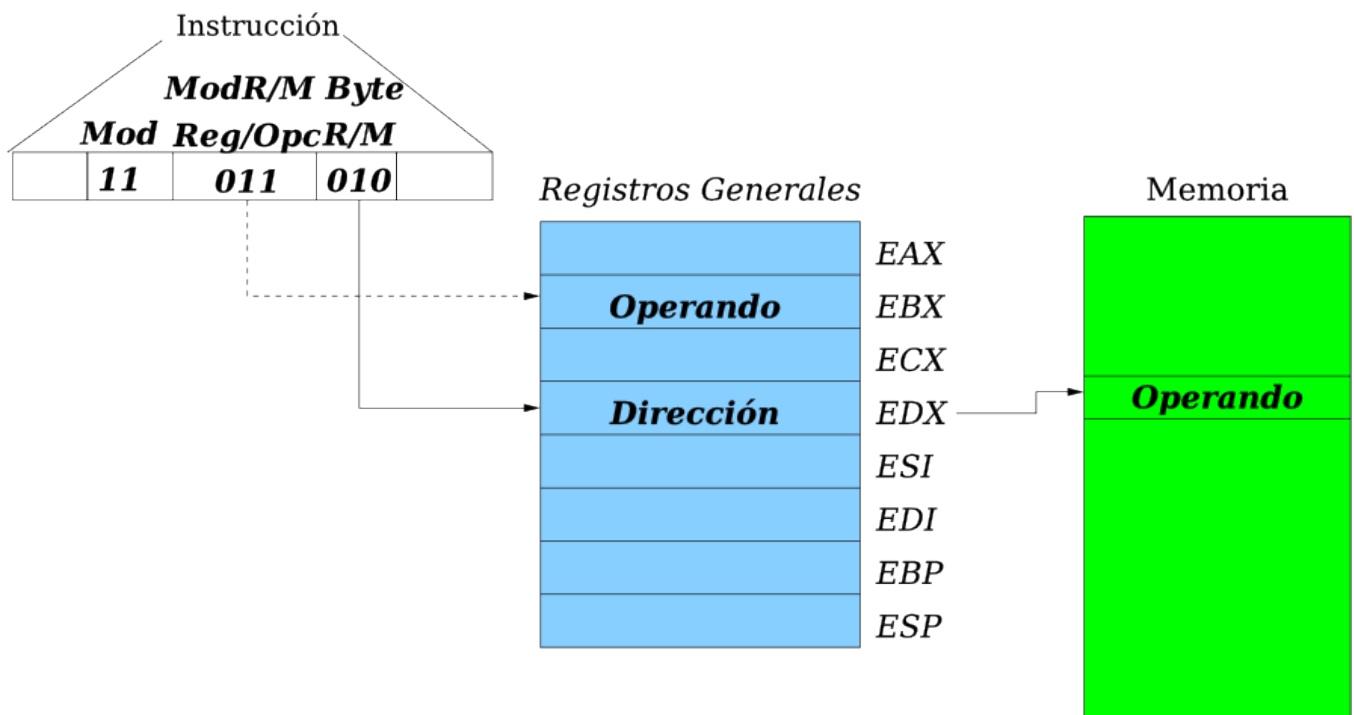 Instrucción
ModR/M Byte
Mod Reg/Opc R/M
11 011 010
Registros Generales
Memoria
EAX
Operando EBX
ECX
Dirección EDX
Operando
ESI
EDI
EBP
ESP